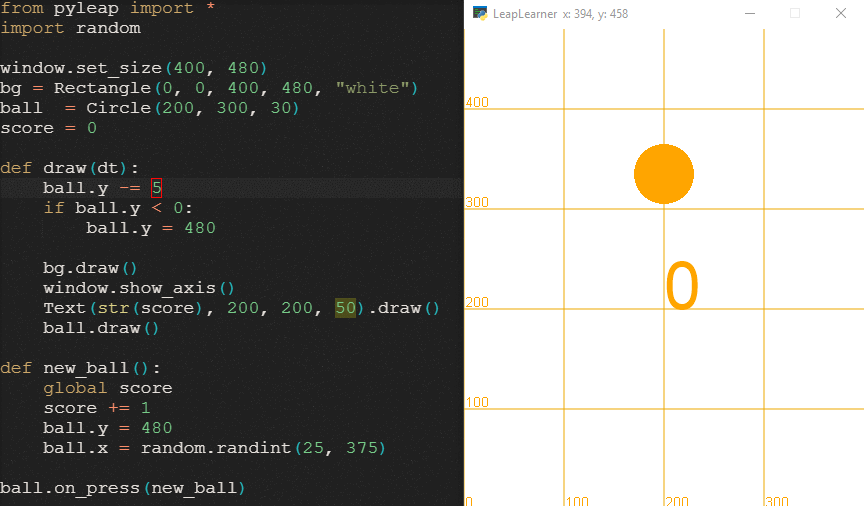 from pyleap import *
import random

window.set_size(400, 480)
bg = Rectangle(0, 0, 400, 480, "white")
ball  = Circle(200, 300, 30)
score = 0

def draw(dt):
    ball.y -= 5
    if ball.y < 0:
        ball.y = 480

    bg.draw()
    window.show_axis()
    Text(str(score), 200, 200, 50).draw()
    ball.draw()

def new_ball():
    global score
    score += 1
    ball.y = 480
    ball.x = random.randint(25, 375)

ball.on_press(new_ball)
LeapLearner x: 394, y: 458
400
300
0
200
100
0
100
200
300